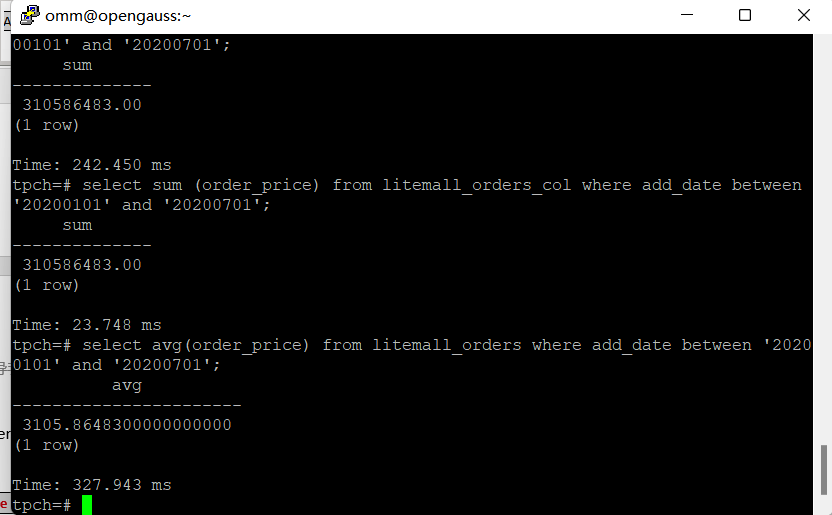 omm@opengauss:~
00101' and '20200701';
sum
--------------
310586483.00
(1 row)
Time: 242.450 ms
tpch=# select sum (order_price) from litemall_orders_col where add_date between
'20200101' and '20200701';
sum
--------------
310586483.00
(1 row)
Time: 23.748 ms
tpch=# select avg(order_price) from litemall_orders where add_date between '2020
0101' and '20200701';
avg
-----------------------
3105.8648300000000000
(1 row)
Time: 327.943 ms
tpch=#